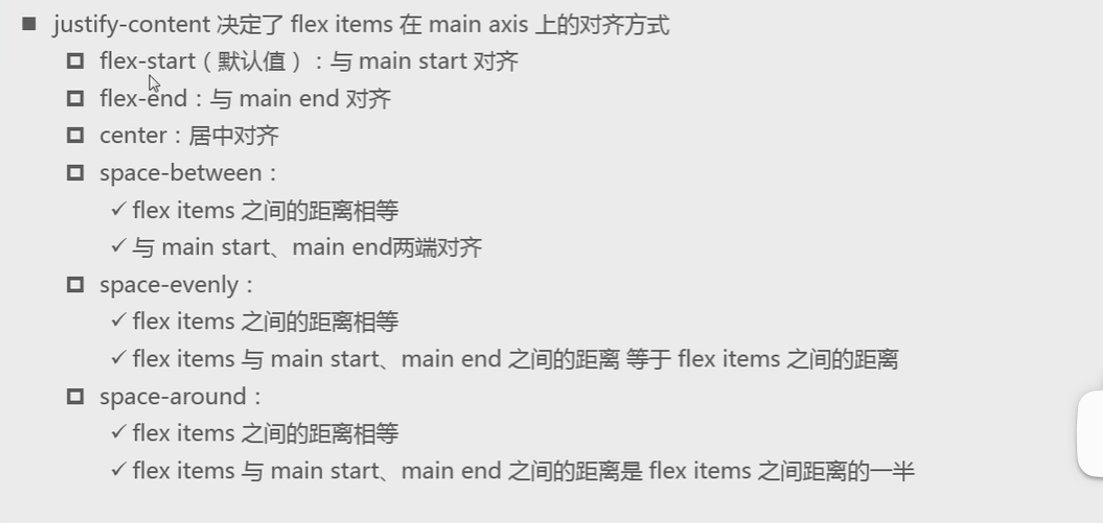 justify-content 决定了 flex items 在 main axis 上的对齐方式
flex-start（默认值）：与 main start 对齐
flex-end：与 main end 对齐
center：居中对齐
space-between：
✓ flex items 之间的距离相等
✓ 与 main start、main end两端对齐
space-evenly：
✓ flex items 之间的距离相等
✓ flex items 与 main start、main end 之间的距离 等于 flex items 之间的距离
space-around：
✓ flex items 之间的距离相等
✓ flex items 与 main start、main end 之间的距离是 flex items 之间距离的一半